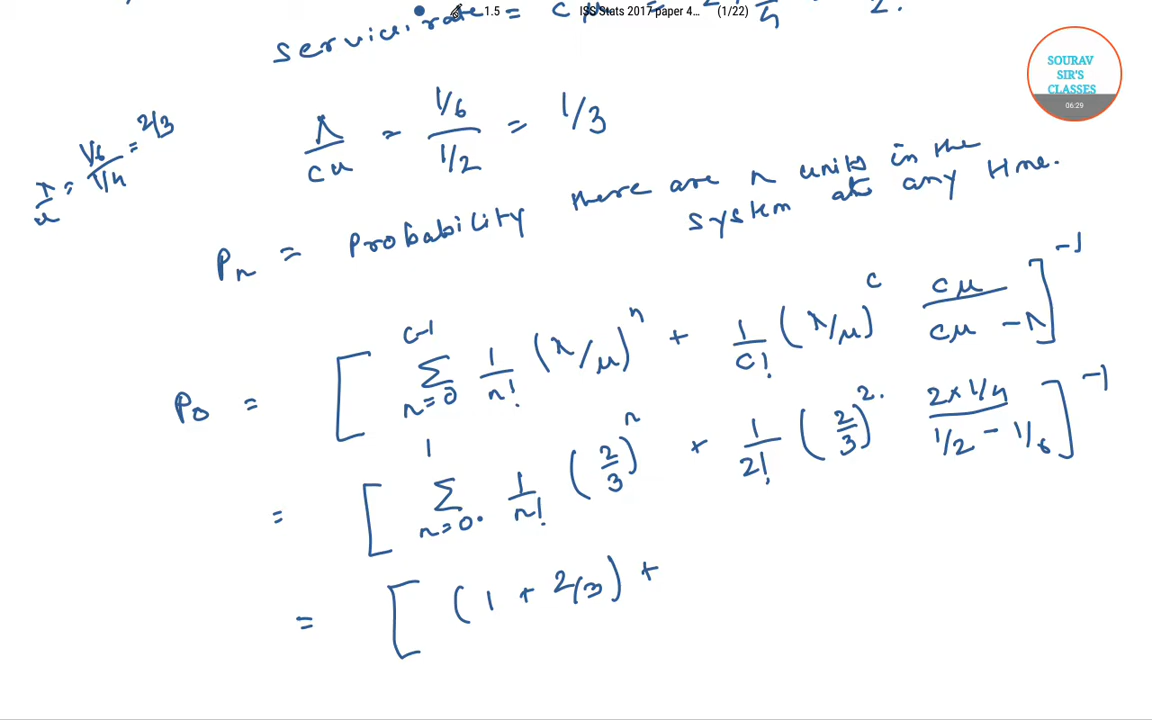 service rate = cμ = 2.
1.5 ISS Stats 2017 paper 4... (1/22)
SOURAV
SIR'S
CLASSES
06:29
λ/μ = 1/6 / 1/4 = 2/3
λ/cμ = 1/6 / 1/2 = 1/3
Pn = Probability there are n units in the
system at any time.
P0 = [ c-1 Σ n=0 1/n! (λ/μ)^n + 1/c! (λ/μ)^c cμ / cμ - λ ]^-1
= [ 1 Σ n=0. 1/n! (2/3)^n + 1/2! (2/3)^2. 2×1/4 / 1/2 - 1/6 ]^-1
= [ (1 + 2/3) +